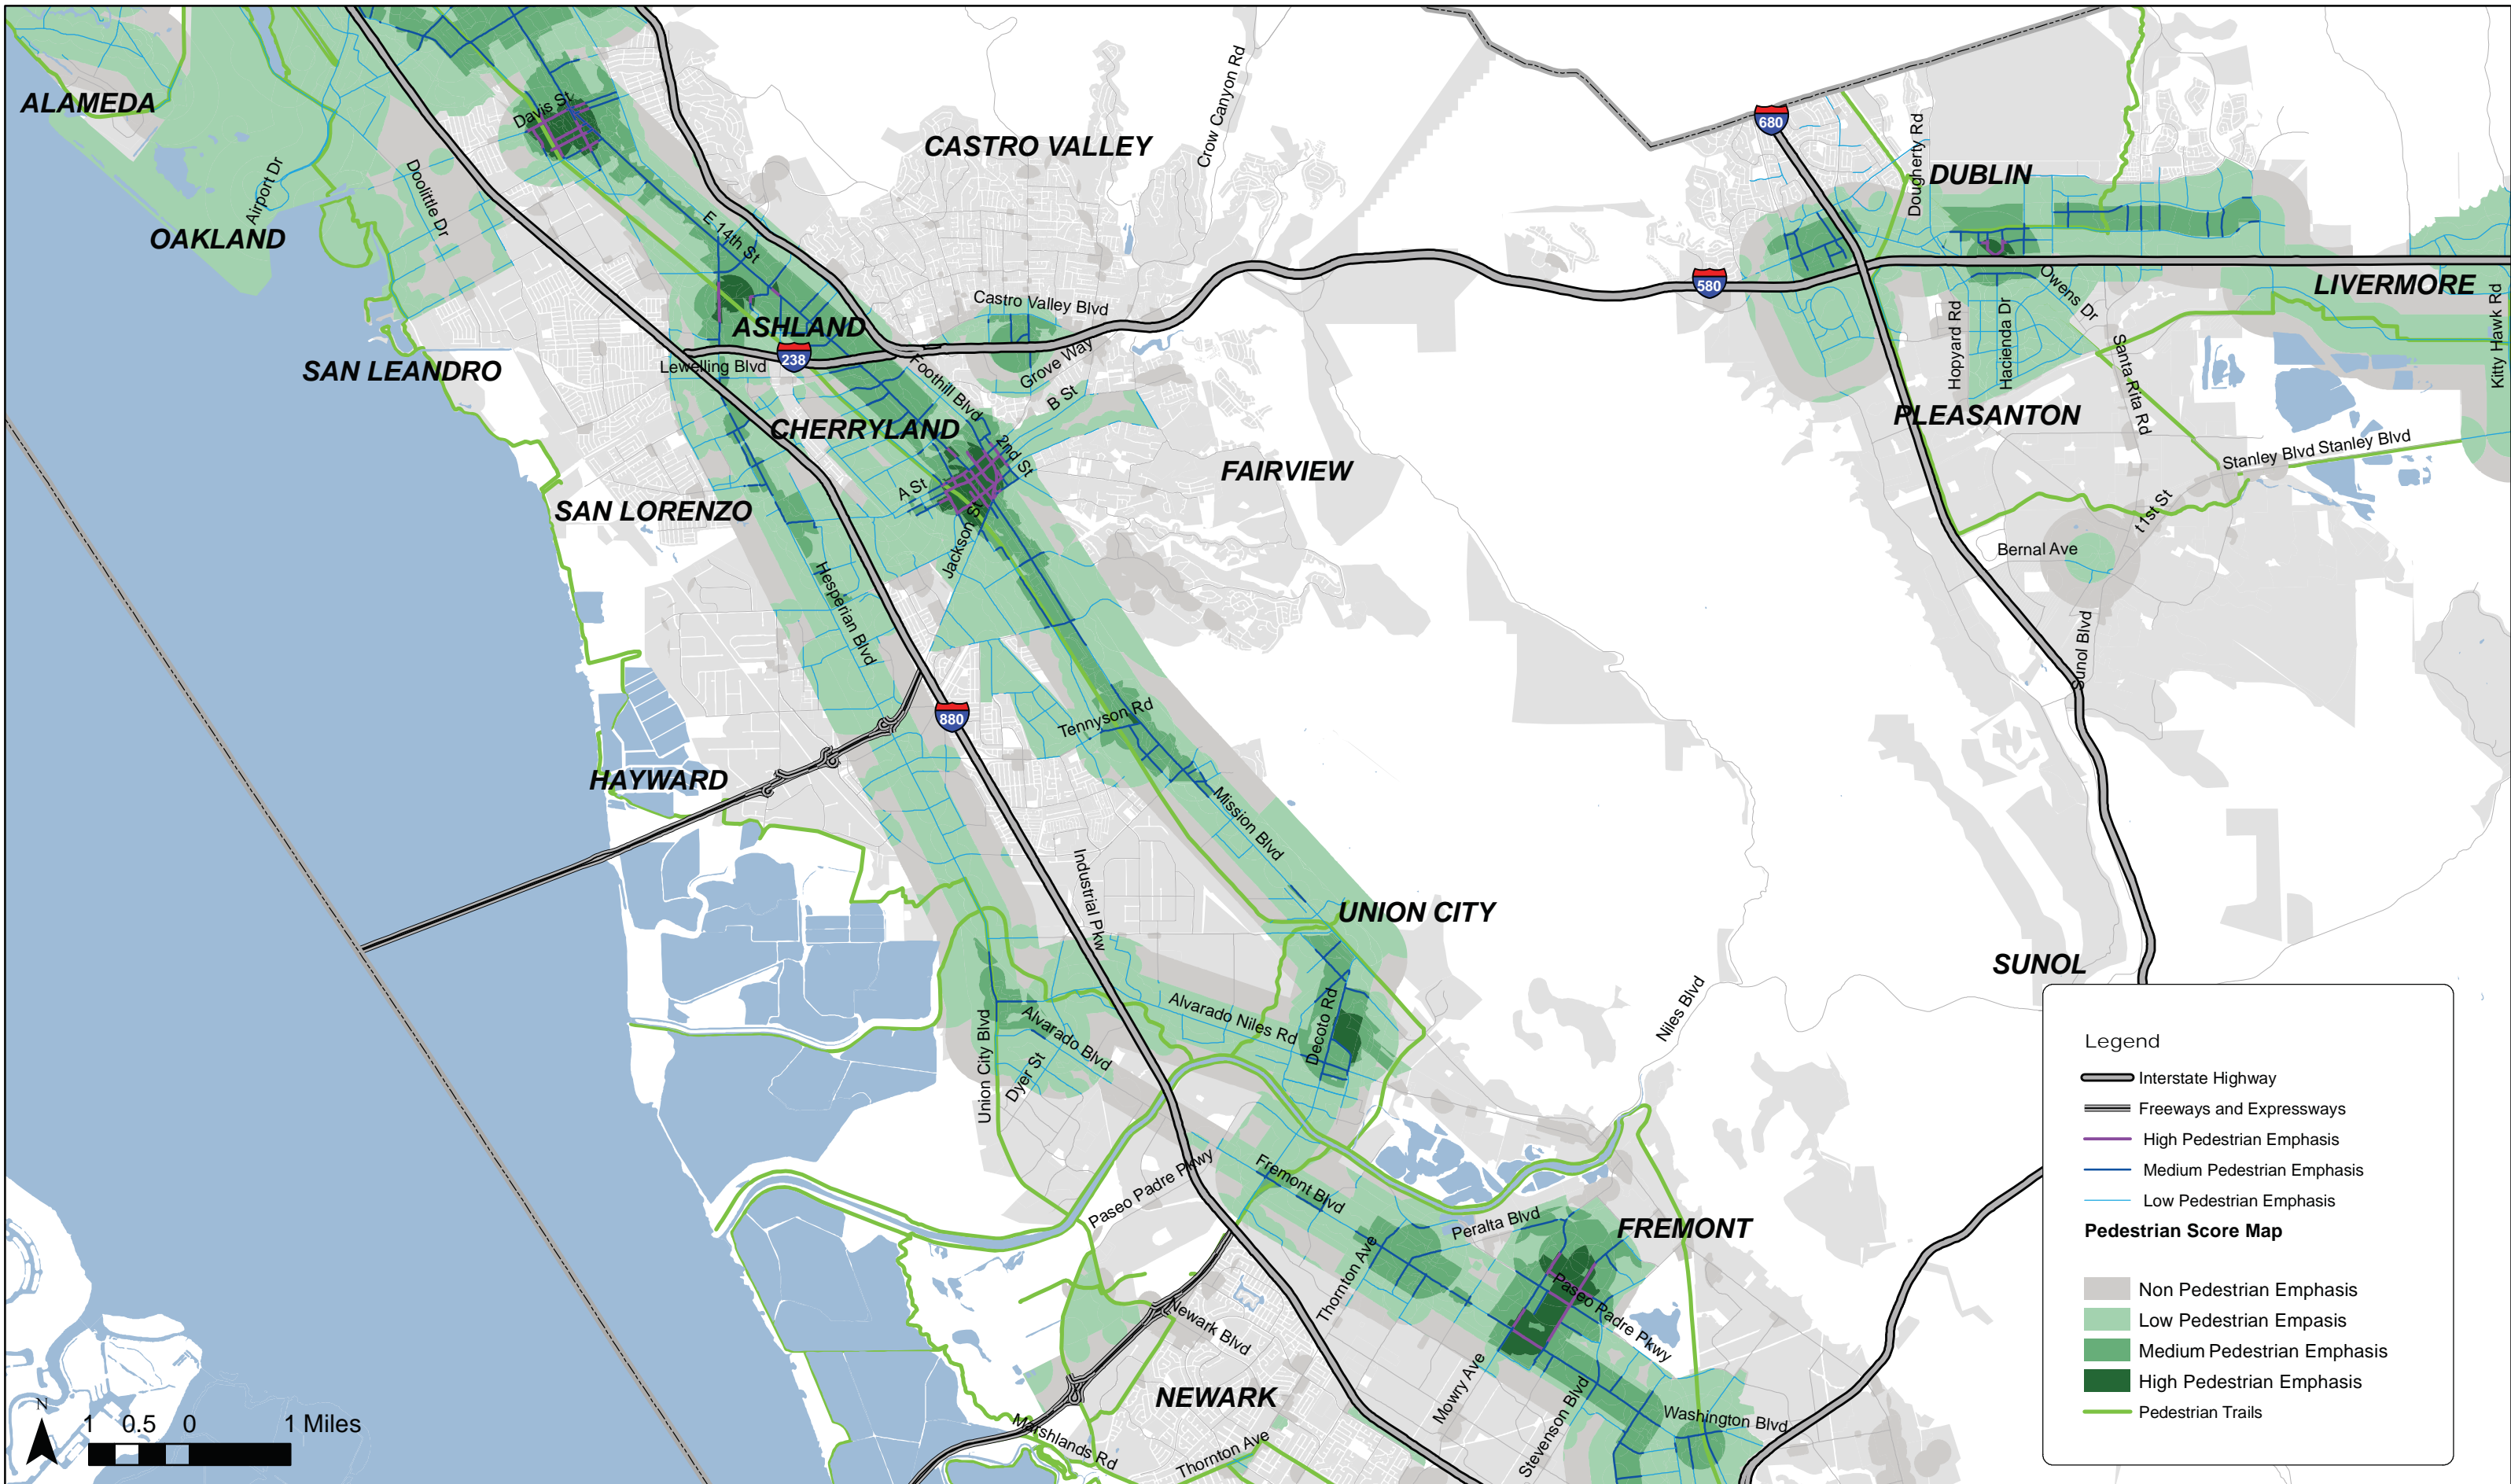 ALAMEDA
Davis St
CASTRO VALLEY
Crow Canyon Rd
680
Dougherty Rd
DUBLIN
Airport Dr
Doolittle Dr
OAKLAND
E 14th St
580
Owens Dr
LIVERMORE
Kitty Hawk Rd
Castro Valley Blvd
ASHLAND
238
Lewelling Blvd
Foothill Blvd
Grove Way
B St
Hopyard Rd
Hacienda Dr
Santa Rita Rd
SAN LEANDRO
CHERRYLAND
2nd St
PLEASANTON
FAIRVIEW
Stanley Blvd Stanley Blvd
A St
SAN LORENZO
Jackson St
t1st St
Bernal Ave
Hesperian Blvd
Sunol Blvd
880
Tennyson Rd
HAYWARD
Mission Blvd
Industrial Pkw
UNION CITY
SUNOL
Alvarado Niles Rd
Decoto Rd
Niles Blvd
Union City Blvd
Alvarado Blvd
Dyer St
Paseo Padre Pkwy
Fremont Blvd
Peralta Blvd
FREMONT
Thornton Ave
Paseo Padre Pkwy
Newark Blvd
NEWARK
Mowry Ave
Stevenson Blvd
Washington Blvd
Marshlands Rd
Thornton Ave
N
1 0.5 0 1 Miles
Legend
Interstate Highway
Freeways and Expressways
High Pedestrian Emphasis
Medium Pedestrian Emphasis
Low Pedestrian Emphasis
Pedestrian Score Map
Non Pedestrian Emphasis
Low Pedestrian Empasis
Medium Pedestrian Emphasis
High Pedestrian Emphasis
Pedestrian Trails